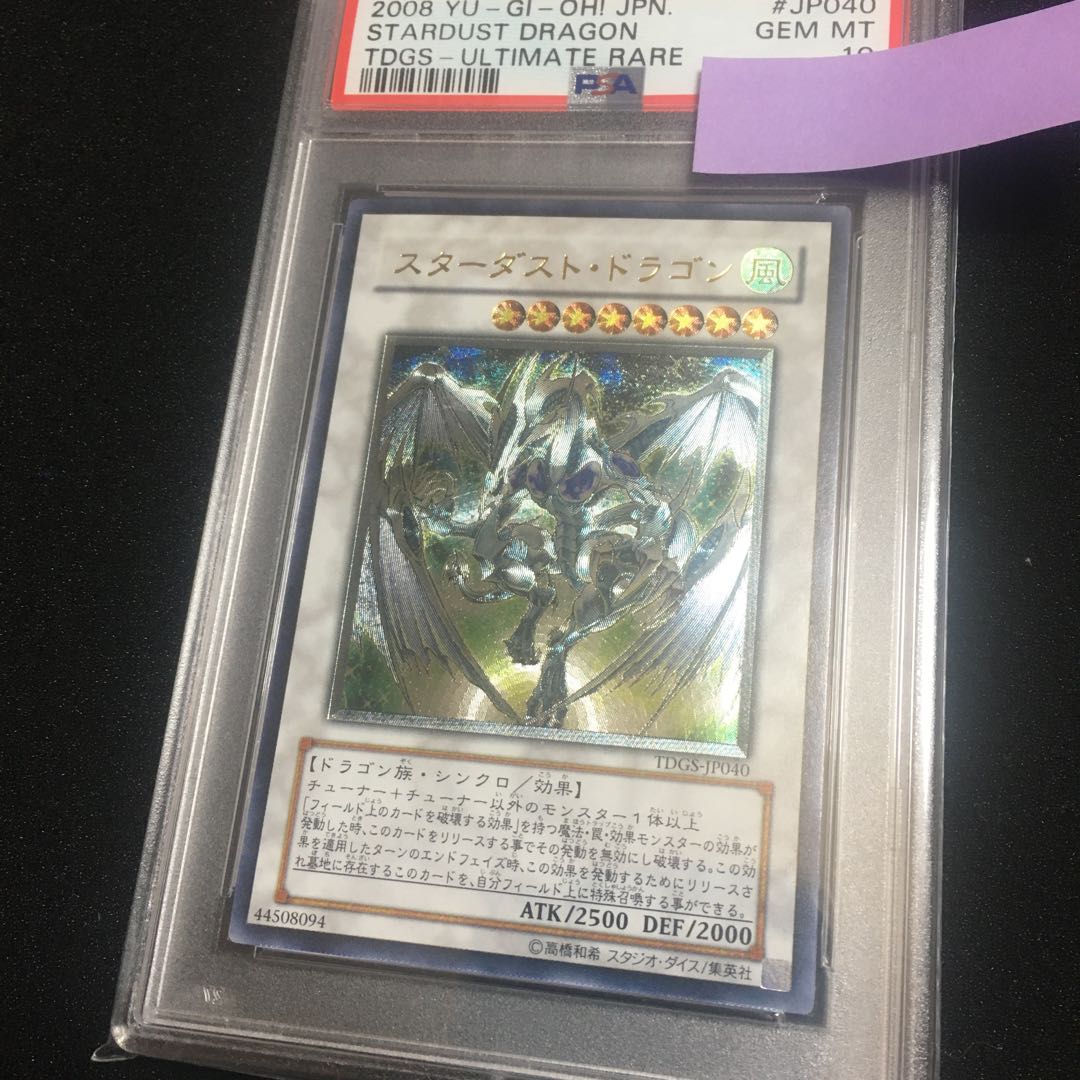 2008 YU-GI-OH! JPN. #JP040
STARDUST DRAGON GEM MT
TDGS-ULTIMATE RARE 10
PSA
スターダスト・ドラゴン 風
TDGS-JP040
【ドラゴン族・シンクロ/効果】
チューナー+チューナー以外のモンスター1体以上
「フィールド上のカードを破壊する効果」を持つ魔法・罠・効果モンスターの効果が
発動した時、このカードをリリースする事でその発動を無効にし破壊する。この効
果を適用したターンのエンドフェイズ時、この効果を発動するためにリリースさ
れ墓地に存在するこのカードを、自分フィールド上に特殊召喚する事ができる。
ATK/2500 DEF/2000
44508094
©高橋和希 スタジオ・ダイス/集英社